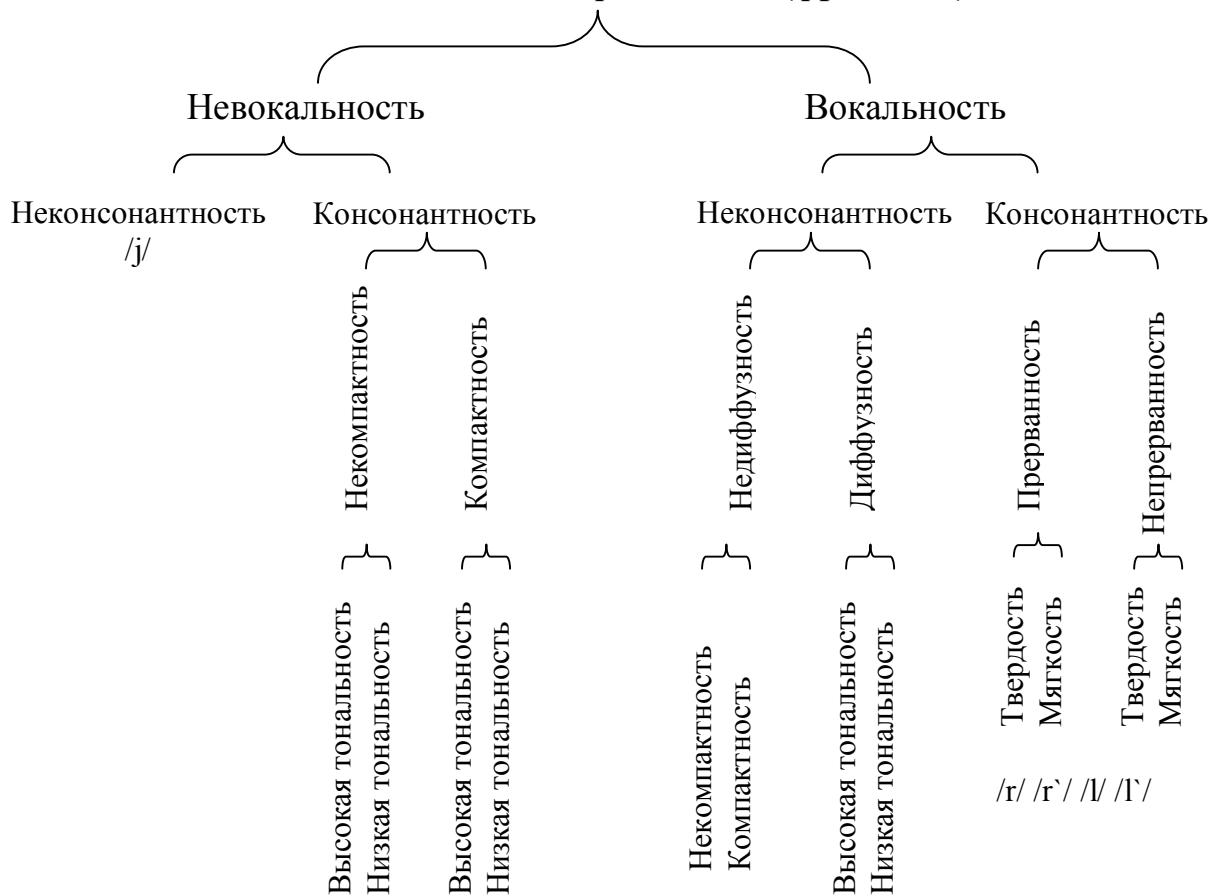 Невокальность Вокальность
Неконсонантность Консонантность Неконсонантность Консонантность
/j/
Некомпактность Компактность Недиффузность Диффузность Прерванность Непрерванность
Высокая тональность
Низкая тональность
Высокая тональность
Низкая тональность
Некомпактность
Компактность
Высокая тональность
Низкая тональность
Твердость
Мягкость
Твердость
Мягкость
/r/ /r`/ /l/ /l`/